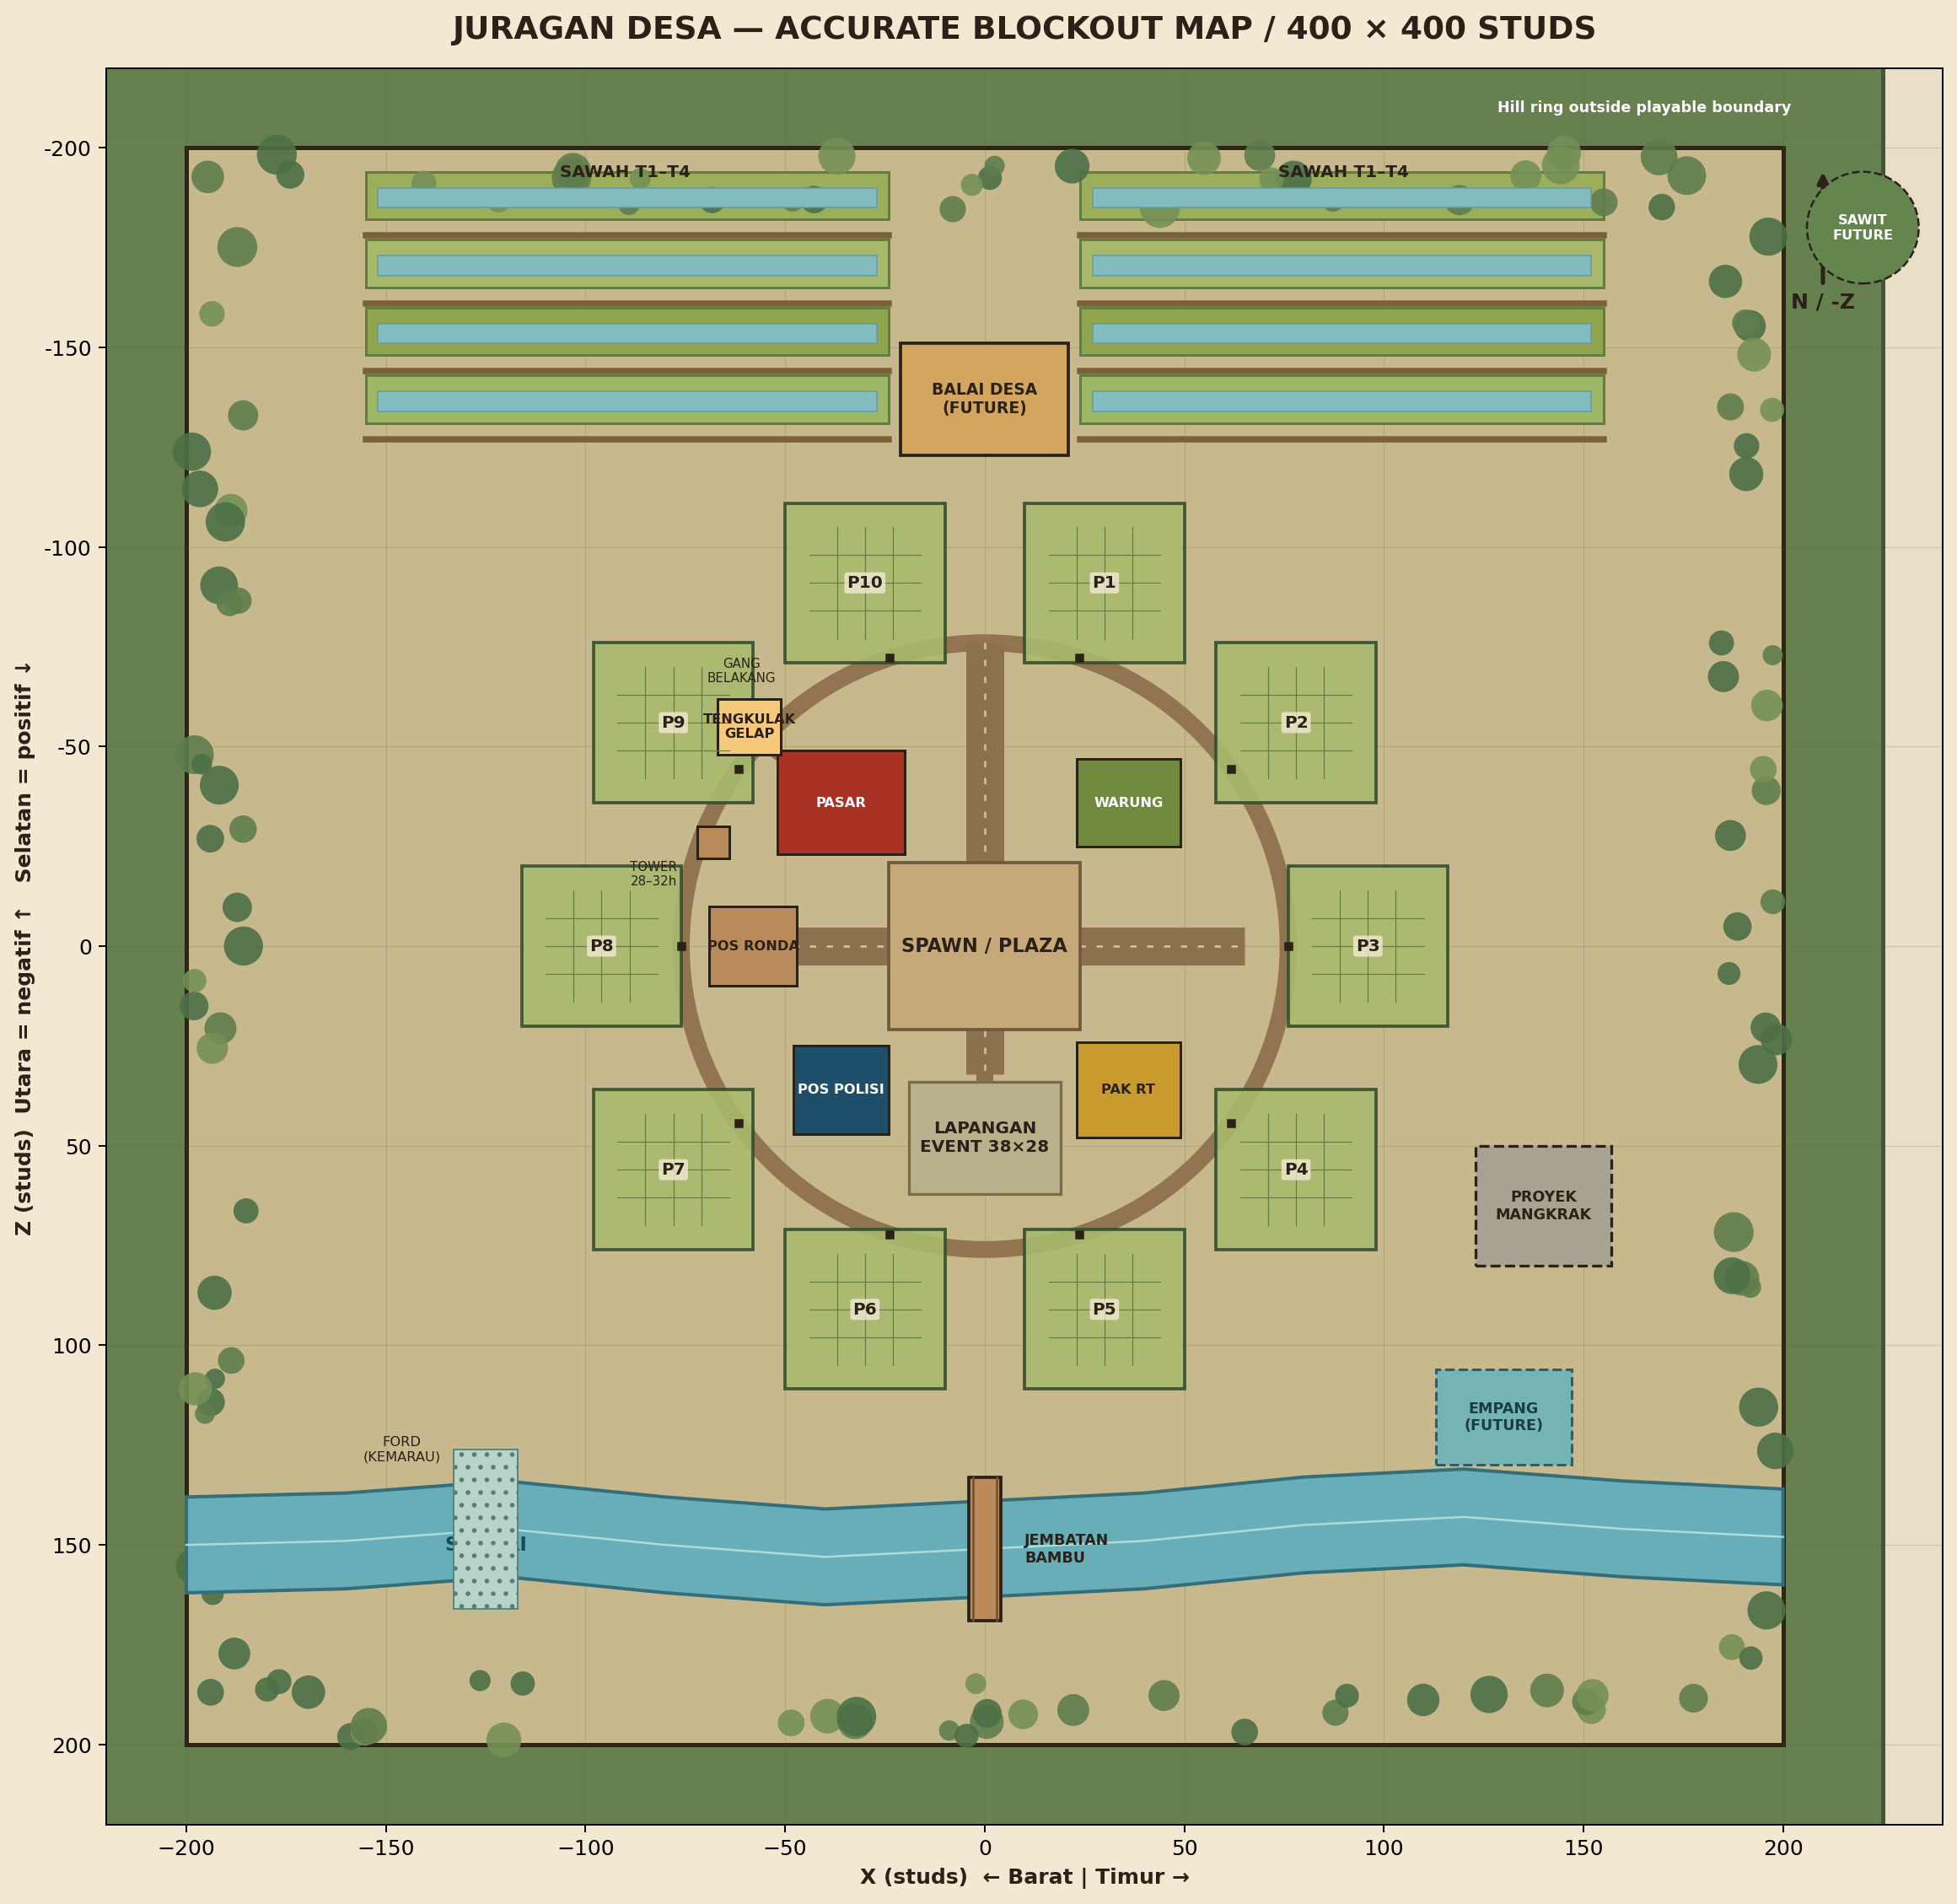 JURAGAN DESA — ACCURATE BLOCKOUT MAP / 400 × 400 STUDS
Hill ring outside playable boundary
-200
SAWAH T1–T4
SAWAH T1–T4
SAWIT
FUTURE
N / -Z
-150
BALAI DESA
(FUTURE)
-100
P10
P1
GANG
BELAKANG
P9
TENGKULAK
GELAP
P2
-50
PASAR
WARUNG
TOWER
28–32h
P8
POS RONDA
SPAWN / PLAZA
P3
0
POS POLISI
PAK RT
LAPANGAN
EVENT 38×28
50
P7
P4
PROYEK
MANGKRAK
P6
P5
100
EMPANG
(FUTURE)
FORD
(KEMARAU)
150
JEMBATAN
BAMBU
200
Z (studs)  Utara = negatif ↑   Selatan = positif ↓
−200
−150
−100
−50
0
50
100
150
200
X (studs)  ← Barat | Timur →